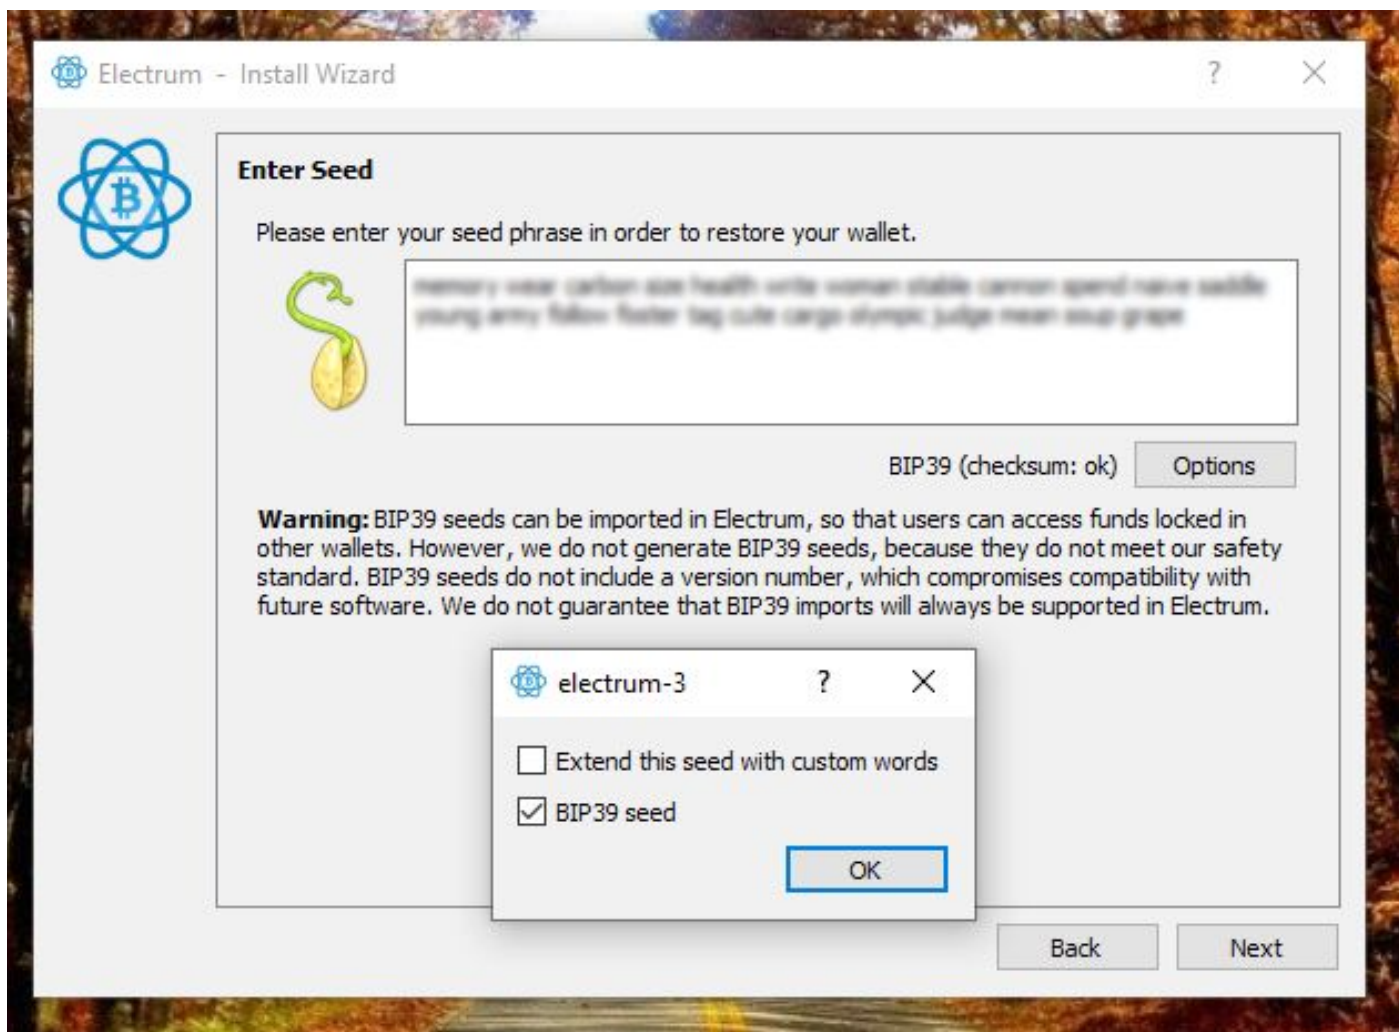 Electrum - Install Wizard
Enter Seed
Please enter your seed phrase in order to restore your wallet.
BIP39 (checksum: ok)
Options
Warning: BIP39 seeds can be imported in Electrum, so that users can access funds locked in
other wallets. However, we do not generate BIP39 seeds, because they do not meet our safety
standard. BIP39 seeds do not include a version number, which compromises compatibility with
future software. We do not guarantee that BIP39 imports will always be supported in Electrum.
electrum-3
Extend this seed with custom words
BIP39 seed
OK
Back
Next